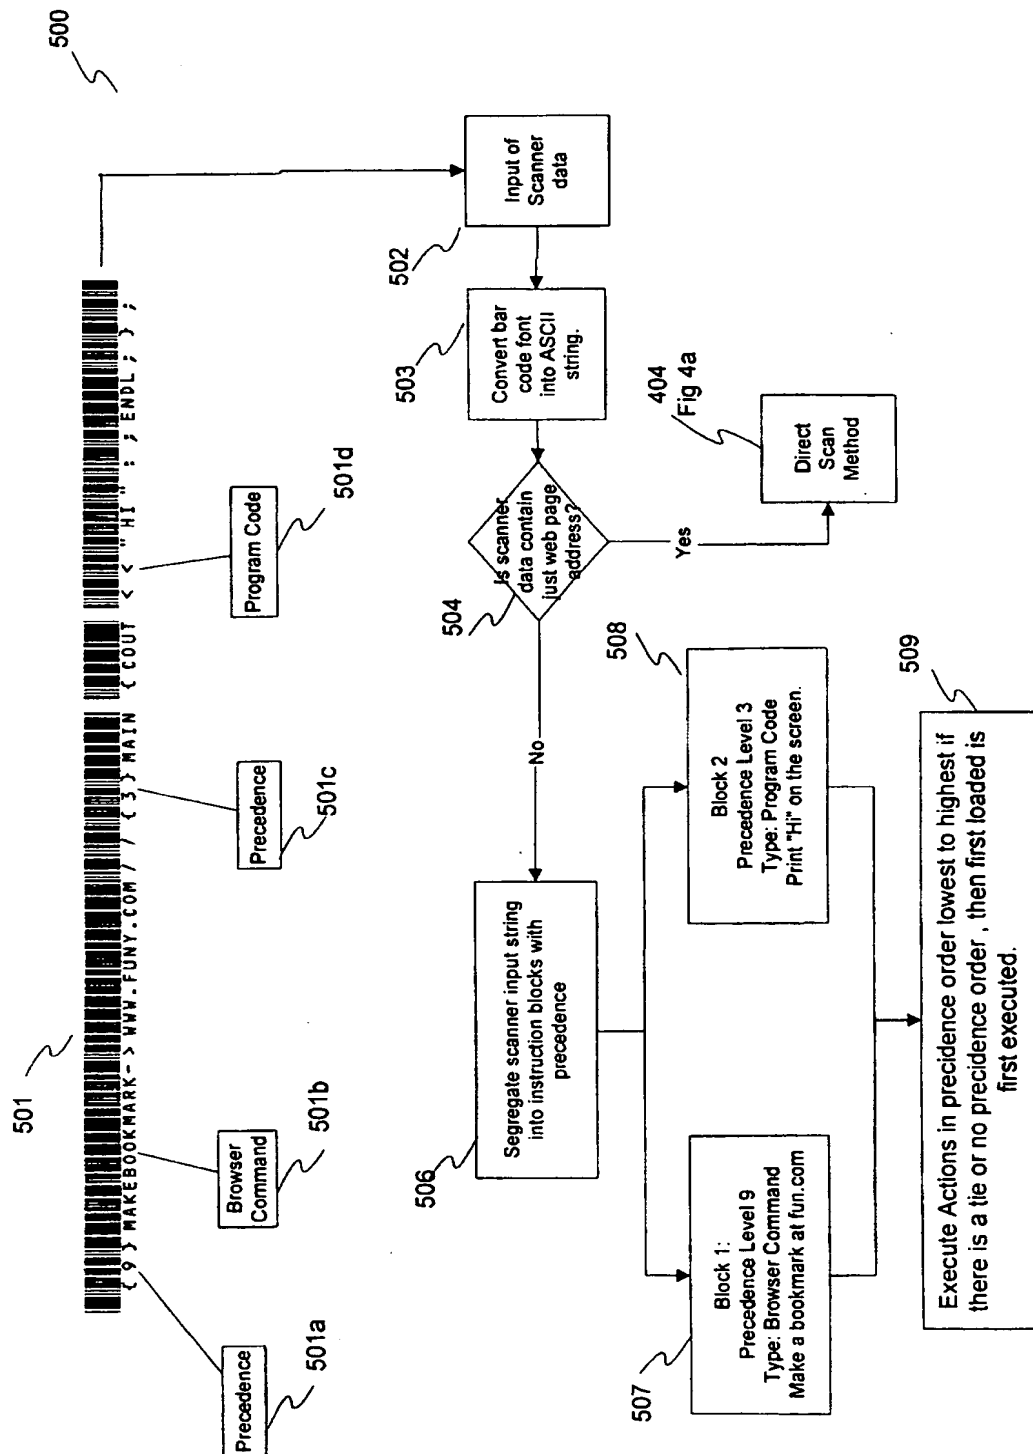 500
501
{9}MAKEBOOKMARK->WWW.FUNY.COM//{3}MAIN {COUT << "HI" ; ;ENDL;};
Precedence
501a
Browser
Command
501b
Precedence
501c
Program Code
501d
Input of
Scanner
data
502
Convert bar
code font
into ASCII
string.
503
Is scanner
data contain
just web page
address?
504
Yes
404
Fig 4a
Direct
Scan
Method
No
Segregate scanner input string
into instruction blocks with
precedence
506
Block 1:
Precedence Level 9
Type: Browser Command
Make a bookmark at fun.com
507
Block 2
Precedence Level 3
Type: Program Code
Print "Hi" on the screen.
508
Execute Actions in precidence order lowest to highest if
there is a tie or no precidence order , then first loaded is
first executed.
509